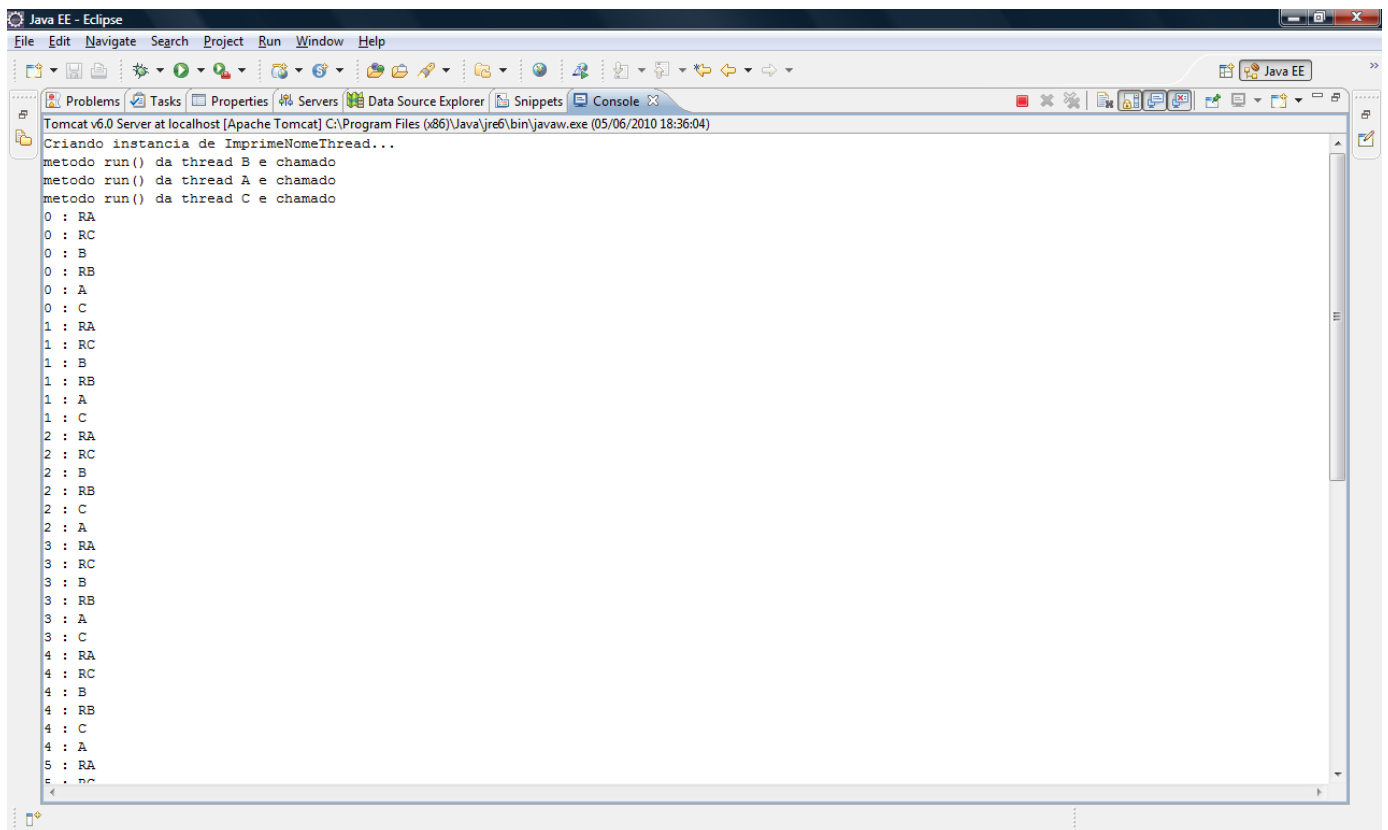 Java EE - Eclipse
File Edit Navigate Search Project Run Window Help
Java EE
Problems Tasks Properties Servers Data Source Explorer Snippets Console
Tomcat v6.0 Server at localhost [Apache Tomcat] C:\Program Files (x86)\Java\jre6\bin\javaw.exe (05/06/2010 18:36:04)
Criando instancia de ImprimeNomeThread...
metodo run() da thread B e chamado
metodo run() da thread A e chamado
metodo run() da thread C e chamado
0 : RA
0 : RC
0 : B
0 : RB
0 : A
0 : C
1 : RA
1 : RC
1 : B
1 : RB
1 : A
1 : C
2 : RA
2 : RC
2 : B
2 : RB
2 : C
2 : A
3 : RA
3 : RC
3 : B
3 : RB
3 : A
3 : C
4 : RA
4 : RC
4 : B
4 : RB
4 : C
4 : A
5 : RA
5 : RC